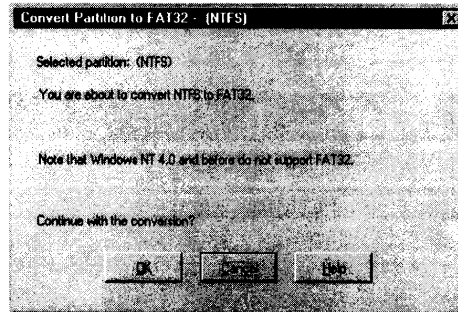 Convert Partition to FAT32 - (NTFS)
Selected partition: (NTFS)
You are about to convert NTFS to FAT32.
Note that Windows NT 4.0 and before do not support FAT32.
Continue with the conversion?
OK Cancel Help